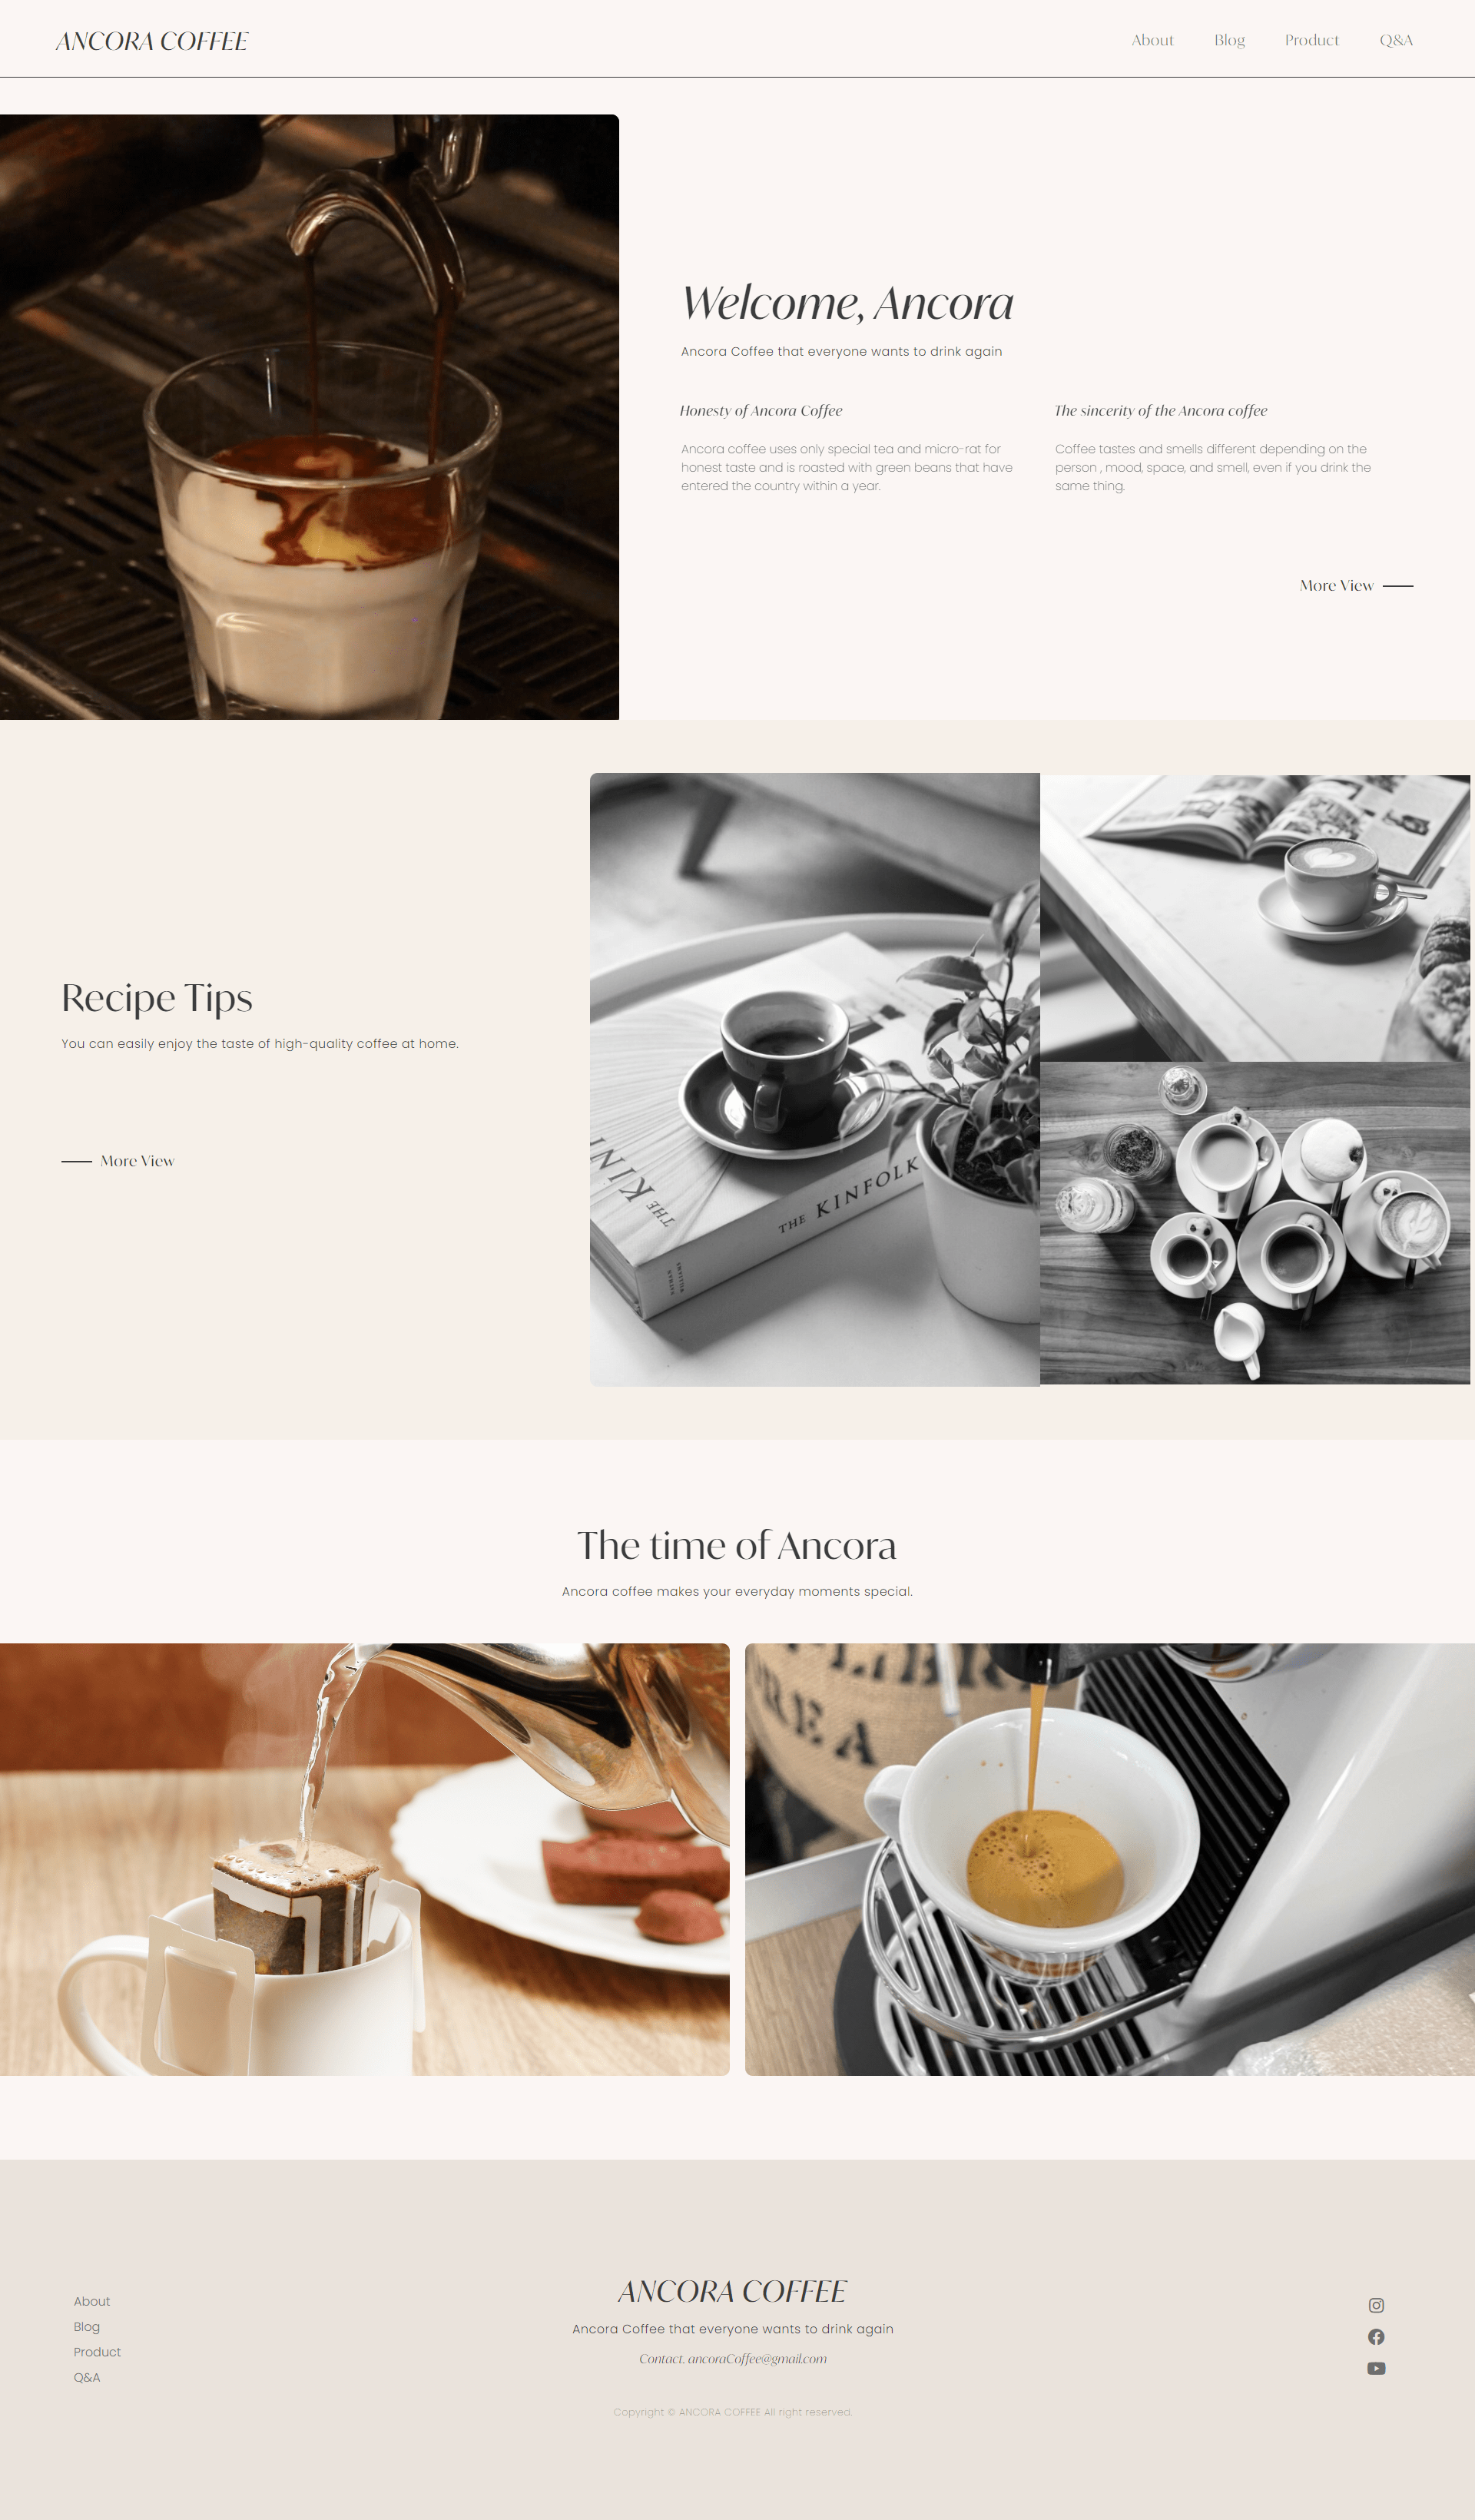 ANCORA COFFEE
About
Blog
Product
Q&A
Welcome, Ancora
Ancora Coffee that everyone wants to drink again
Honesty of Ancora Coffee
Ancora coffee uses only special tea and micro-rat for
honest taste and is roasted with green beans that have
entered the country within a year.
The sincerity of the Ancora coffee
Coffee tastes and smells different depending on the
person , mood, space, and smell, even if you drink the
same thing.
More View
Recipe Tips
You can easily enjoy the taste of high-quality coffee at home.
More View
THE KIN
THE KINFOLK
The time of Ancora
Ancora coffee makes your everyday moments special.
About
Blog
Product
Q&A
ANCORA COFFEE
Ancora Coffee that everyone wants to drink again
Contact. ancoraCoffee@gmail.com
Copyright © ANCORA COFFEE All right reserved.